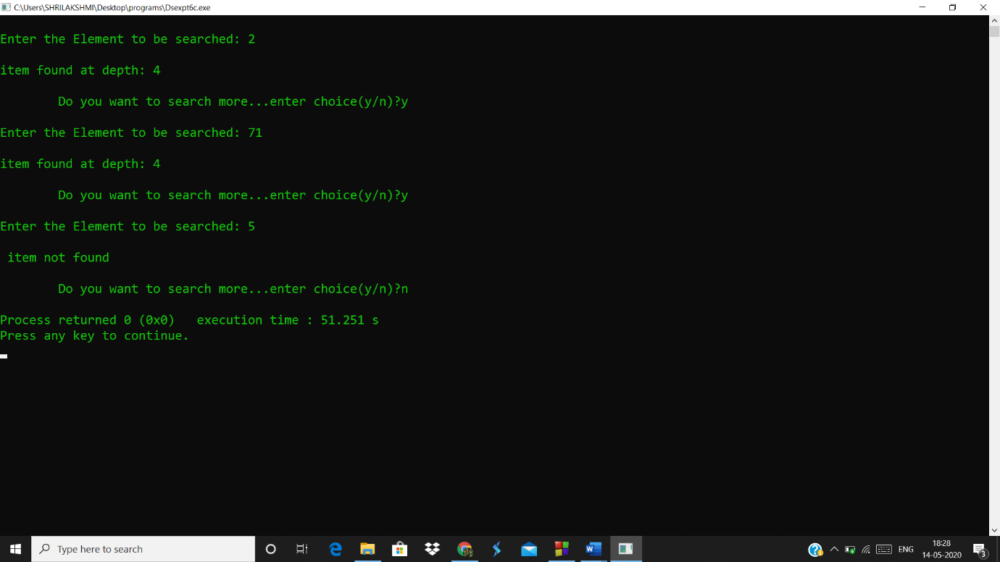 C:\Users\SHRILAKSHMI\Desktop\programs\Dsexpt6c.exe
Enter the Element to be searched: 2
item found at depth: 4
Do you want to search more...enter choice(y/n)?y
Enter the Element to be searched: 71
item found at depth: 4
Do you want to search more...enter choice(y/n)?y
Enter the Element to be searched: 5
item not found
Do you want to search more...enter choice(y/n)?n
Process returned 0 (0x0)   execution time : 51.251 s
Press any key to continue.
Type here to search
ENG
18:28
14-05-2020
3